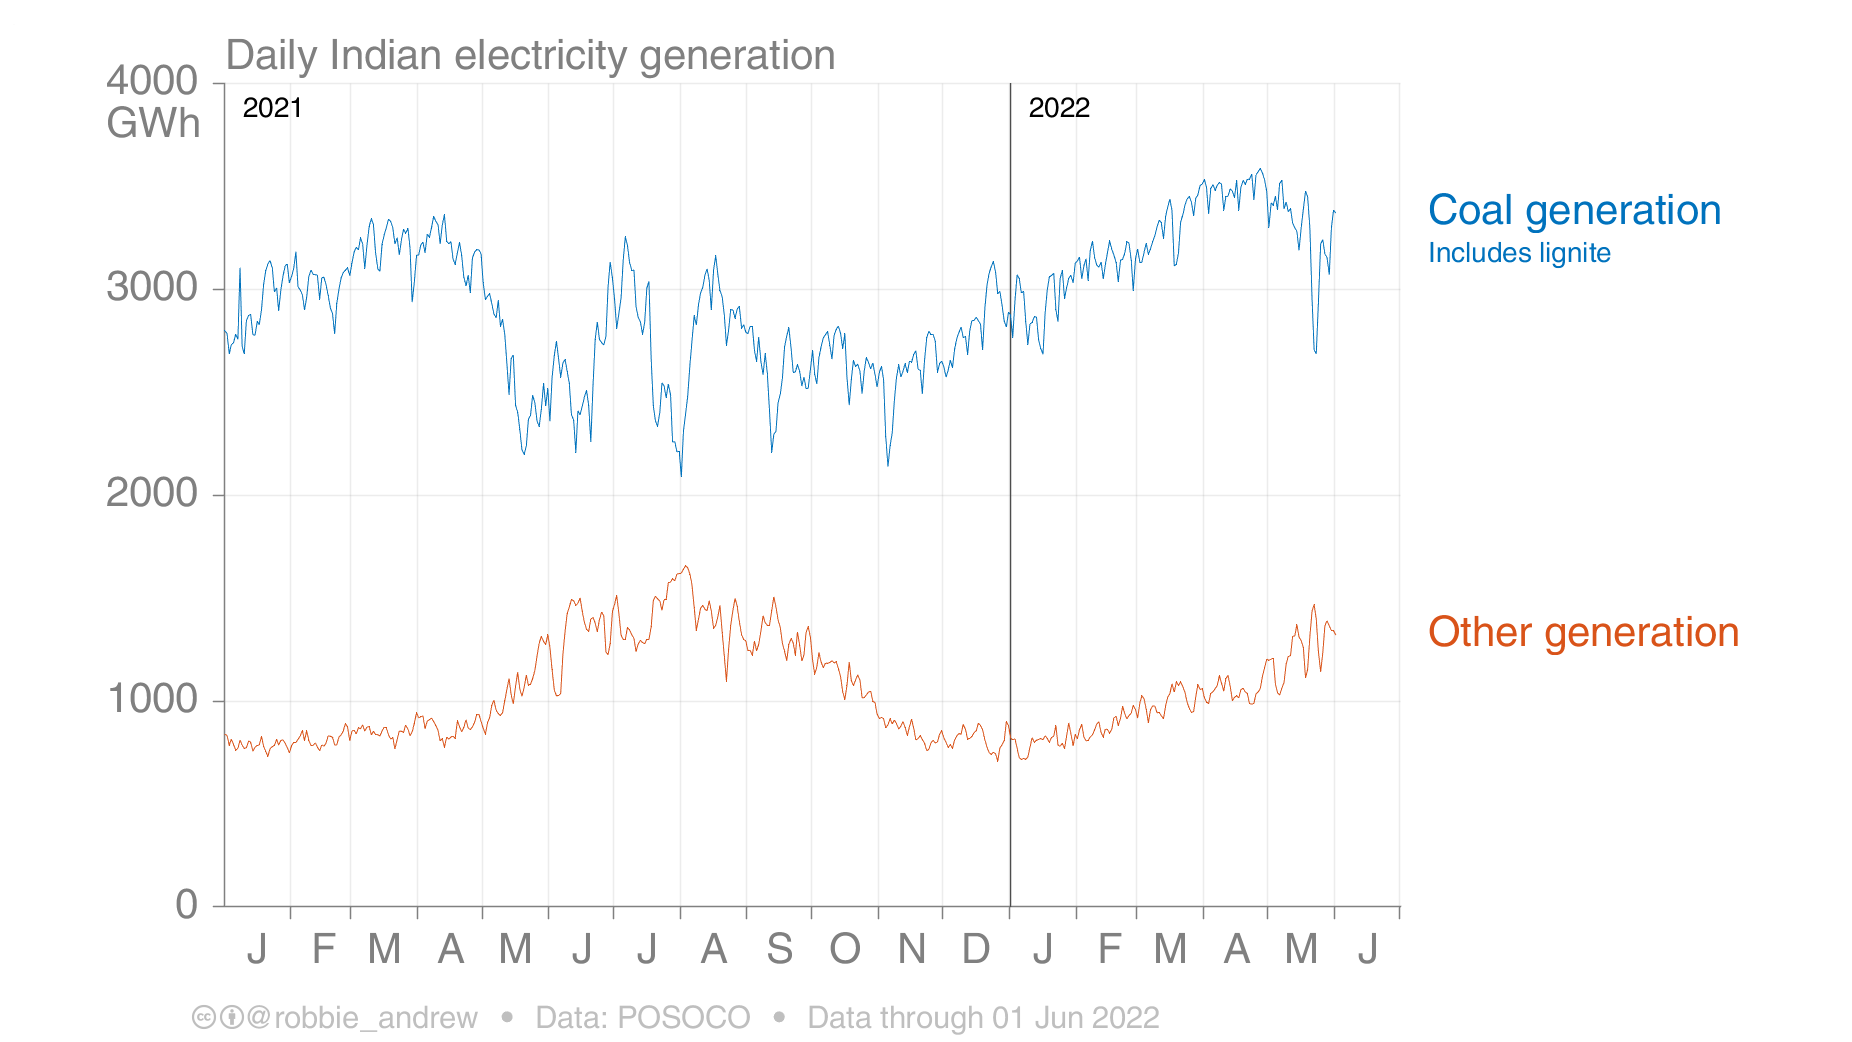 Daily Indian electricity generation
4000
GWh
2021
2022
Coal generation
Includes lignite
3000
2000
Other generation
1000
0
J F M A M J J A S O N D J F M A M J
@robbie_andrew • Data: POSOCO • Data through 01 Jun 2022